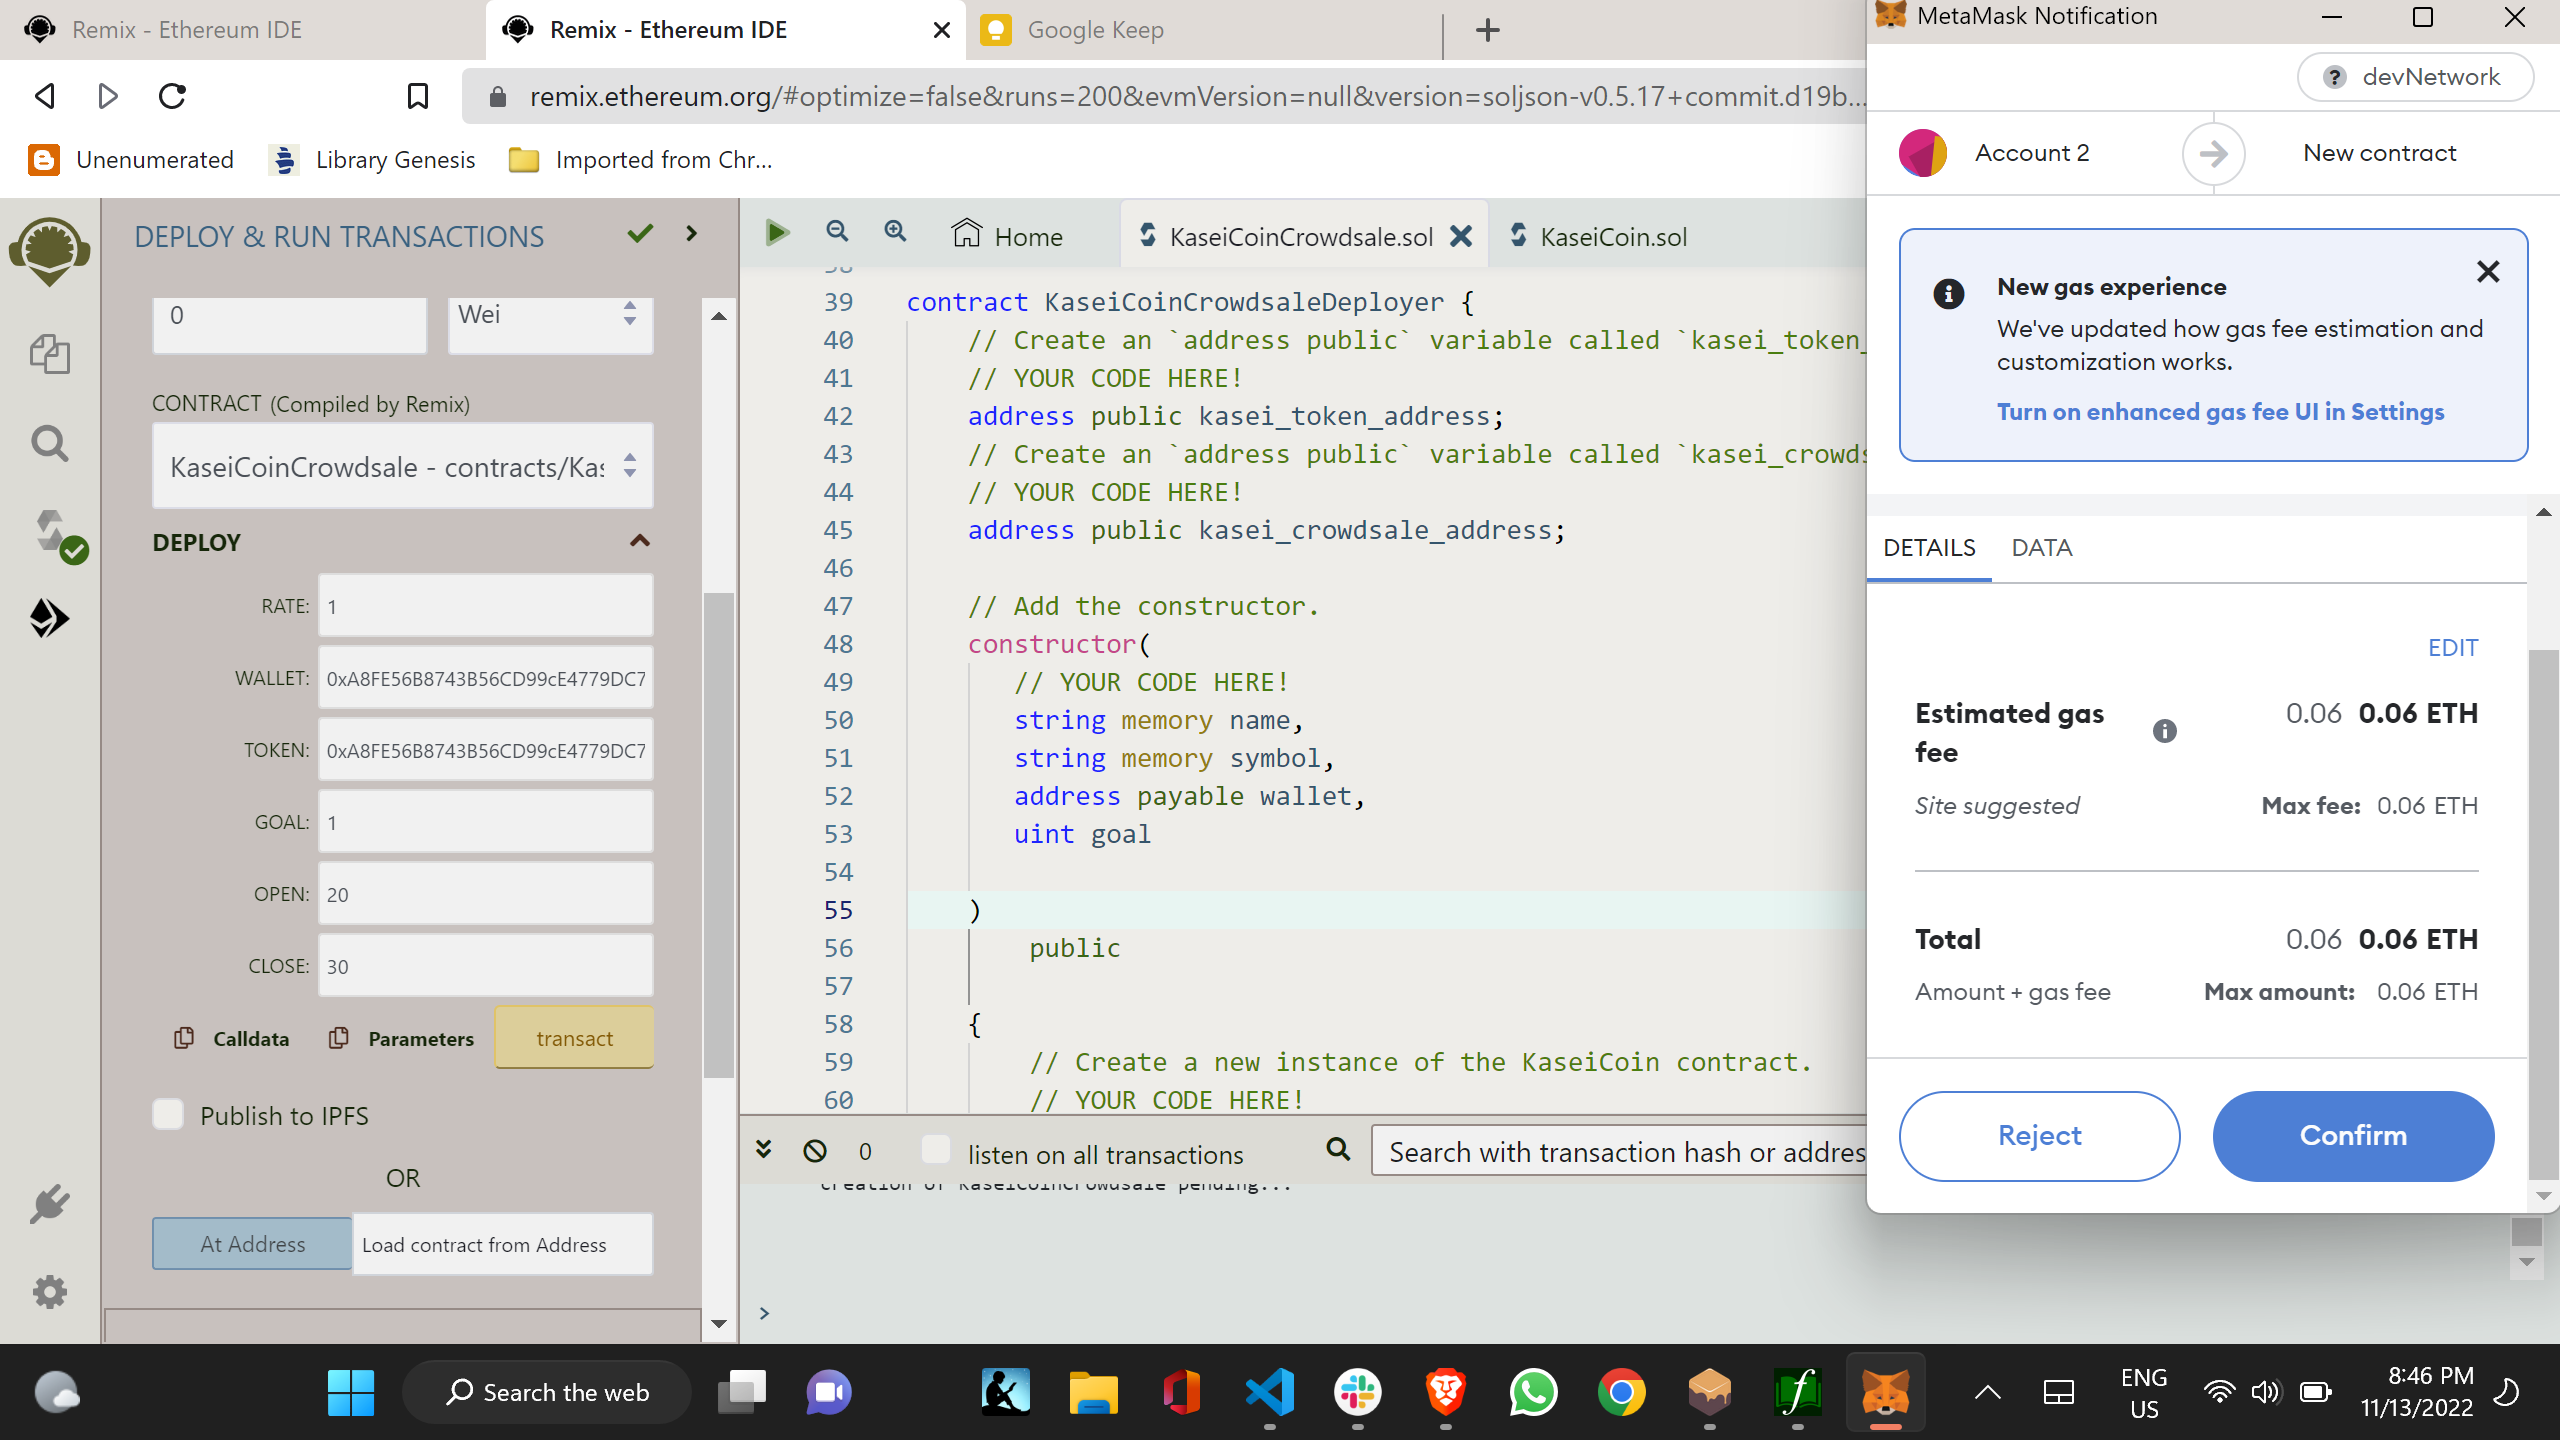 Remix - Ethereum IDE
Remix - Ethereum IDE
Google Keep
remix.ethereum.org/#optimize=false&runs=200&evmVersion=null&version=soljson-v0.5.17+commit.d19b...
Unenumerated
Library Genesis
Imported from Chr...
DEPLOY & RUN TRANSACTIONS
0
Wei
CONTRACT (Compiled by Remix)
KaseiCoinCrowdsale - contracts/Kas
DEPLOY
RATE: 1
WALLET: 0xA8FE56B8743B56CD99cE4779DC7
TOKEN: 0xA8FE56B8743B56CD99cE4779DC7
GOAL: 1
OPEN: 20
CLOSE: 30
Calldata
Parameters
transact
Publish to IPFS
OR
At Address
Load contract from Address
Home
KaseiCoinCrowdsale.sol
KaseiCoin.sol
38
39 contract KaseiCoinCrowdsaleDeployer {
40 // Create an `address public` variable called `kasei_token_
41 // YOUR CODE HERE!
42 address public kasei_token_address;
43 // Create an `address public` variable called `kasei_crowds
44 // YOUR CODE HERE!
45 address public kasei_crowdsale_address;
46
47 // Add the constructor.
48 constructor(
49 // YOUR CODE HERE!
50 string memory name,
51 string memory symbol,
52 address payable wallet,
53 uint goal
54
55 )
56 public
57
58 {
59 // Create a new instance of the KaseiCoin contract.
60 // YOUR CODE HERE!
0
listen on all transactions
Search with transaction hash or addres
creation of KaseiCoinCrowdsale pending...
>
MetaMask Notification
? devNetwork
Account 2
New contract
New gas experience
We've updated how gas fee estimation and
customization works.
Turn on enhanced gas fee UI in Settings
DETAILS
DATA
EDIT
Estimated gas
fee
0.06 0.06 ETH
Site suggested
Max fee: 0.06 ETH
Total
0.06 0.06 ETH
Amount + gas fee
Max amount: 0.06 ETH
Reject
Confirm
Search the web
ENG
US
8:46 PM
11/13/2022